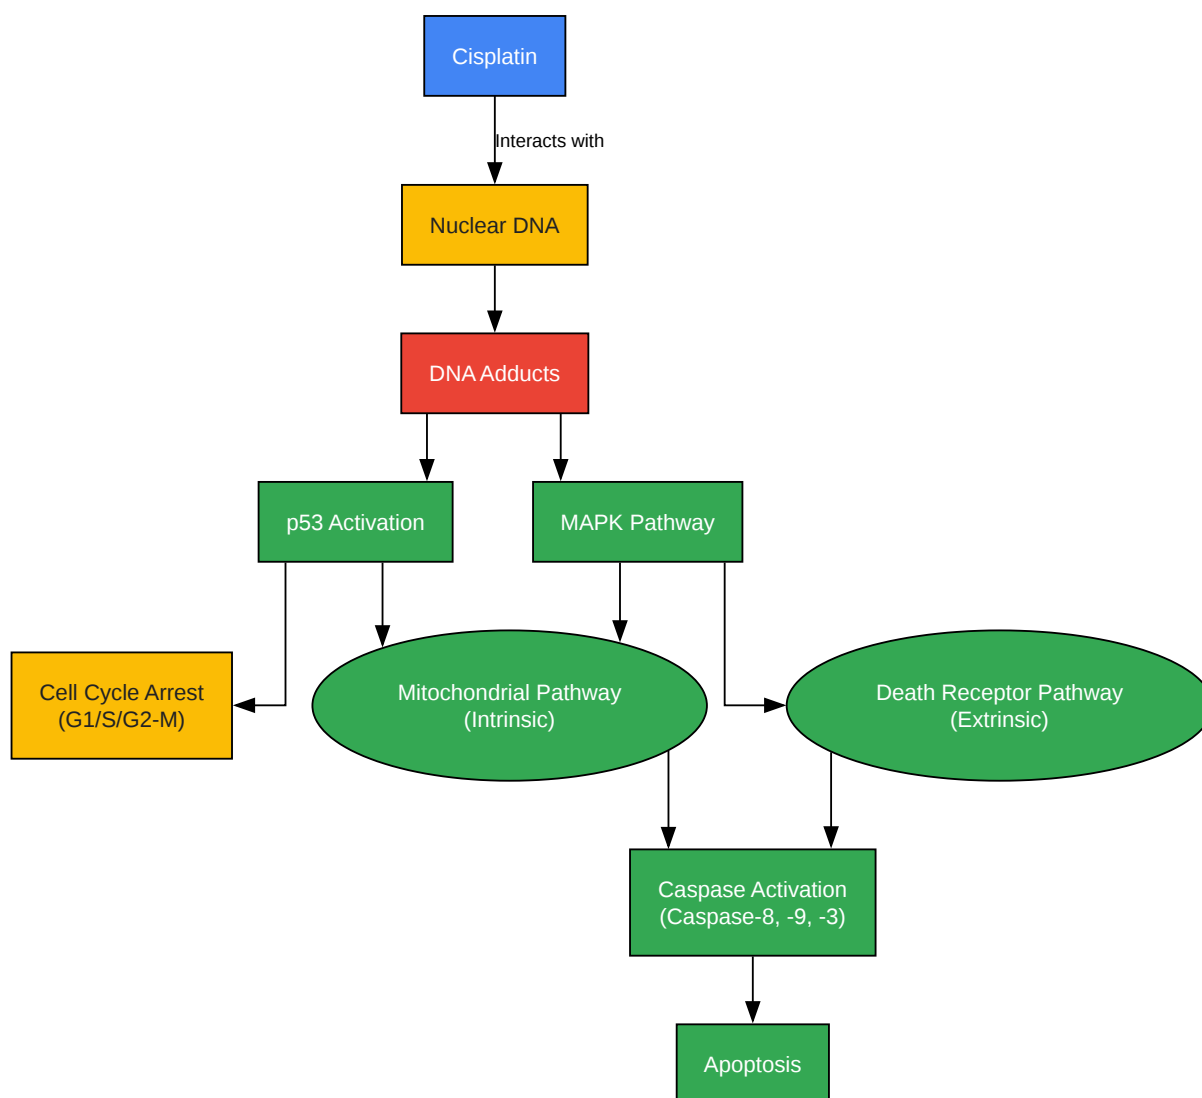 Cisplatin
Interacts with
Nuclear DNA
DNA Adducts
p53 Activation
MAPK Pathway
Cell Cycle Arrest
(G1/S/G2-M)
Mitochondrial Pathway
(Intrinsic)
Death Receptor Pathway
(Extrinsic)
Caspase Activation
(Caspase-8, -9, -3)
Apoptosis